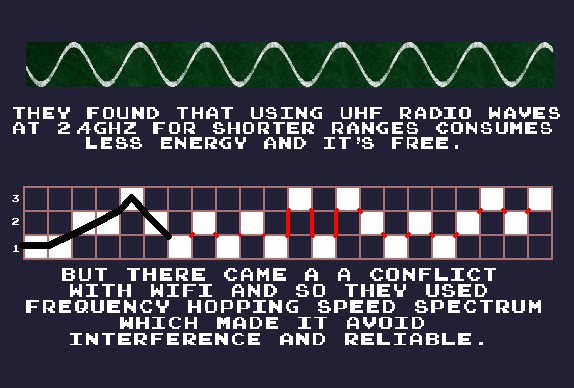 THEY FOUND THAT USING UHF RADIO WAVES
AT 2.4GHZ FOR SHORTER RANGES CONSUMES
LESS ENERGY AND IT'S FREE.
3
2
1
BUT THERE CAME A A CONFLICT
WITH WIFI AND SO THEY USED
FREQUENCY HOPPING SPEED SPECTRUM
WHICH MADE IT AVOID
INTERFERENCE AND RELIABLE.